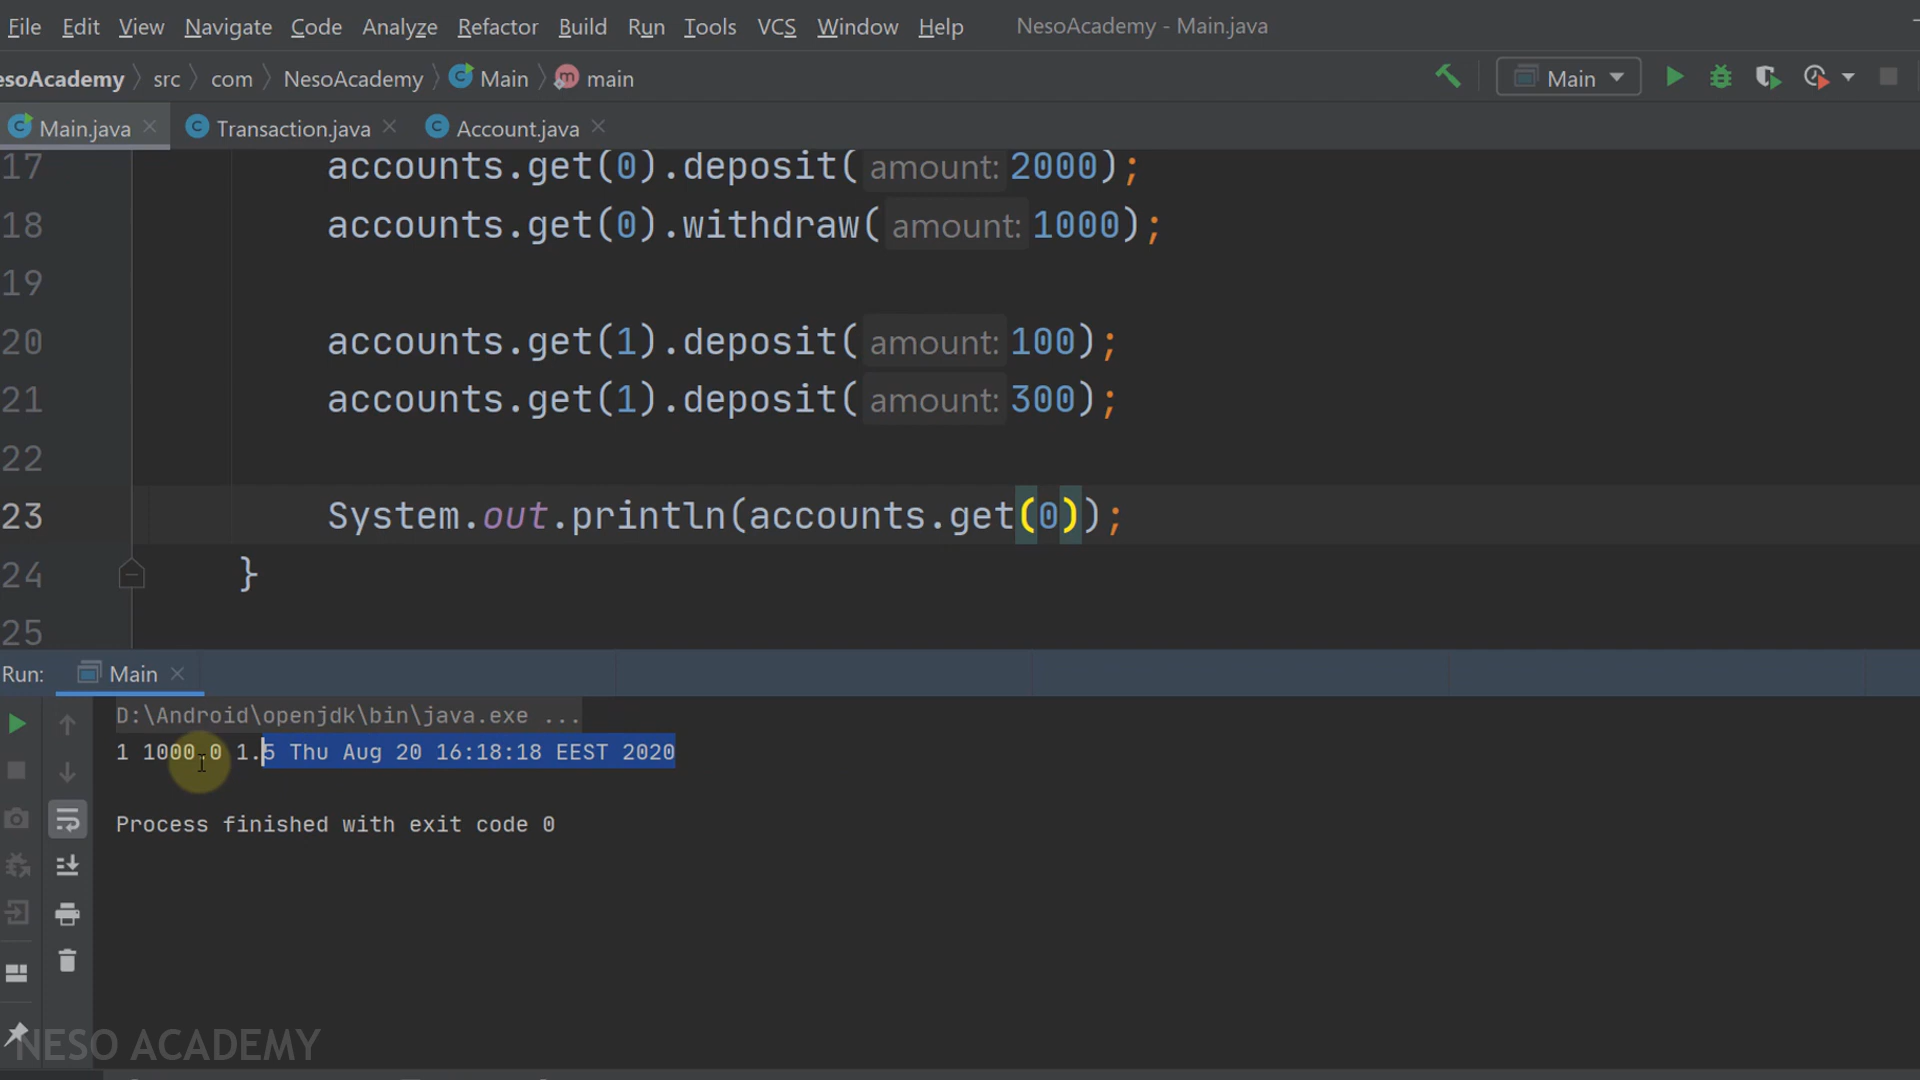 File Edit View Navigate Code Analyze Refactor Build Run Tools VCS Window Help NesoAcademy - Main.java
esoAcademy src com NesoAcademy Main main Main
Main.java Transaction.java Account.java
17 accounts.get(0).deposit( amount: 2000);
18 accounts.get(0).withdraw( amount: 1000);
19
20 accounts.get(1).deposit( amount: 100);
21 accounts.get(1).deposit( amount: 300);
22
23 System.out.println(accounts.get(0));
24 }
25
Run: Main
D:\Android\openjdk\bin\java.exe ...
1 1000.0 1.5 Thu Aug 20 16:18:18 EEST 2020
Process finished with exit code 0
NESO ACADEMY